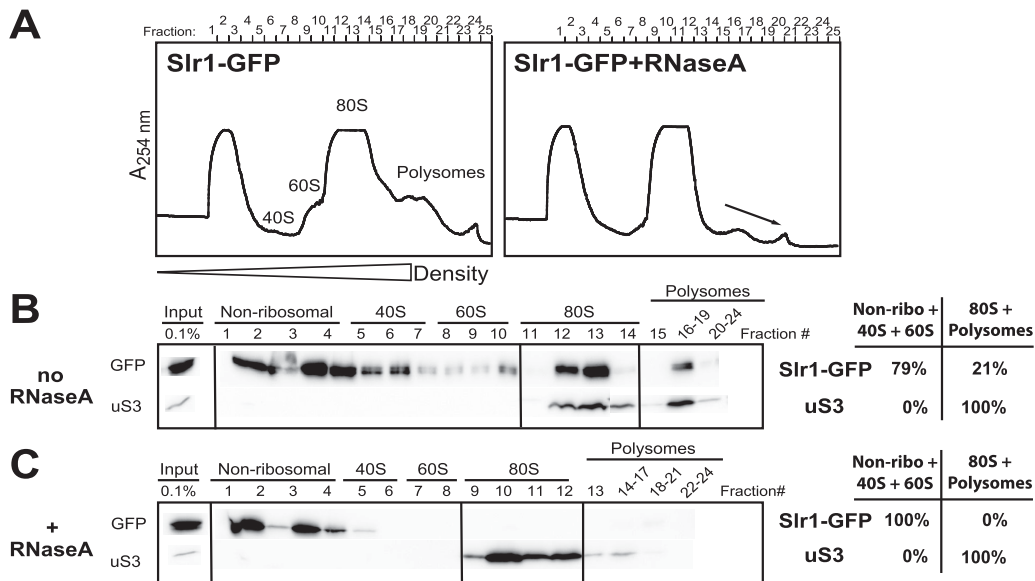 A
Fraction: 1 2 3 4 5 6 7 8 9 10 11 12 13 14 15 16 17 18 19 20 21 22 23 24 25
1 2 3 4 5 6 7 8 9 10 11 12 13 14 15 16 17 18 19 20 21 22 23 24 25
Slr1-GFP
Slr1-GFP+RNaseA
A254 nm
40S
60S
80S
Polysomes
Density
B
no
RNaseA
Input
0.1%
Non-ribosomal
40S
60S
80S
Polysomes
1 2 3 4 5 6 7 8 9 10 11 12 13 14 15 16-19 20-24 Fraction #
GFP
uS3
Non-ribo +
40S + 60S
80S +
Polysomes
Slr1-GFP 79% 21%
uS3 0% 100%
C
+
RNaseA
Input
0.1%
Non-ribosomal
40S
60S
80S
Polysomes
1 2 3 4 5 6 7 8 9 10 11 12 13 14-17 18-21 22-24 Fraction#
GFP
uS3
Non-ribo +
40S + 60S
80S +
Polysomes
Slr1-GFP 100% 0%
uS3 0% 100%